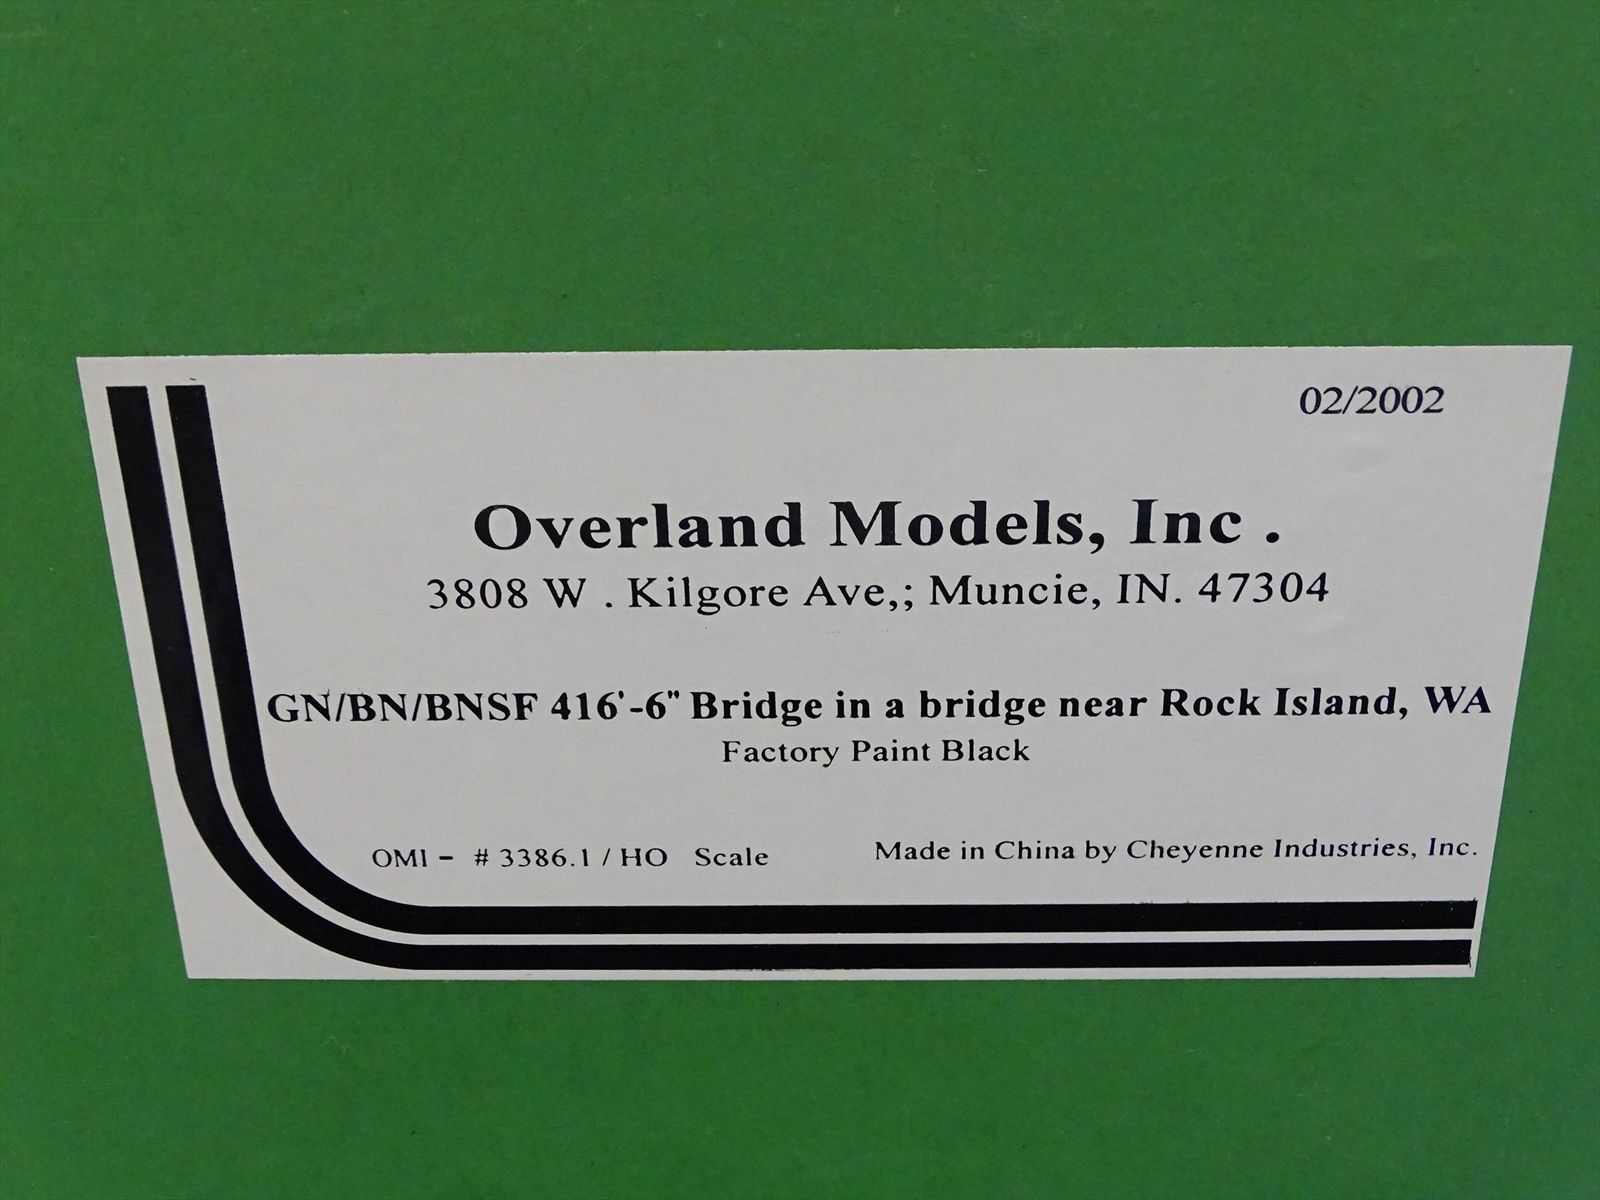 02/2002
Overland Models, Inc .
3808 W . Kilgore Ave,; Muncie, IN. 47304
GN/BN/BNSF 416'-6" Bridge in a bridge near Rock Island, WA
Factory Paint Black
OMI - # 3386.1 / HO Scale
Made in China by Cheyenne Industries, Inc.